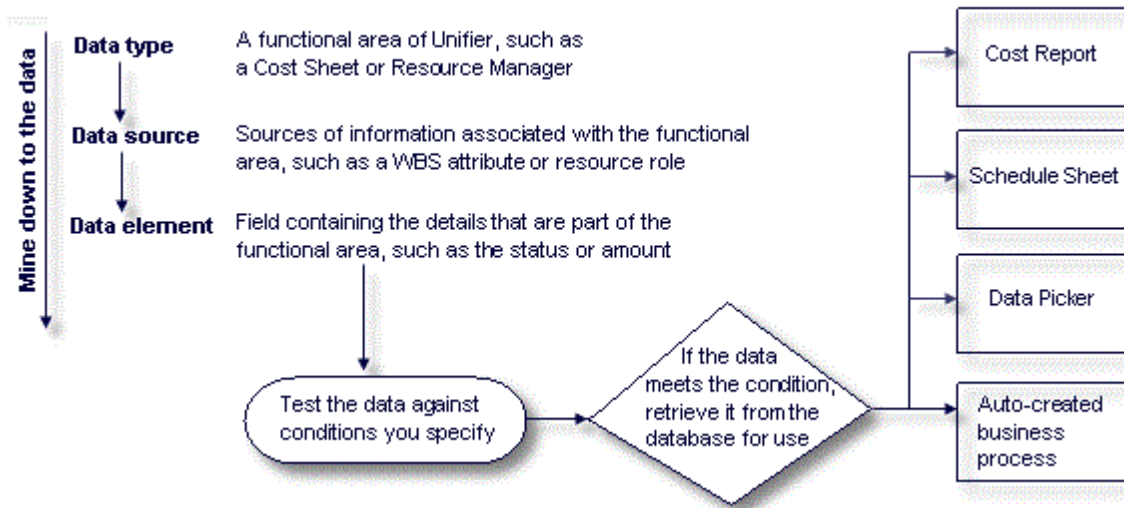 Mine down to the data
Data type
A functional area of Unifier, such as
a Cost Sheet or Resource Manager
Data source
Sources of information associated with the functional
area, such as a WBS attribute or resource role
Data element
Field containing the details that are part of the
functional area, such as the status or amount
Test the data against
conditions you specify
If the data
meets the condition,
retrieve it from the
database for use
Cost Report
Schedule Sheet
Data Picker
Auto-created
business
process